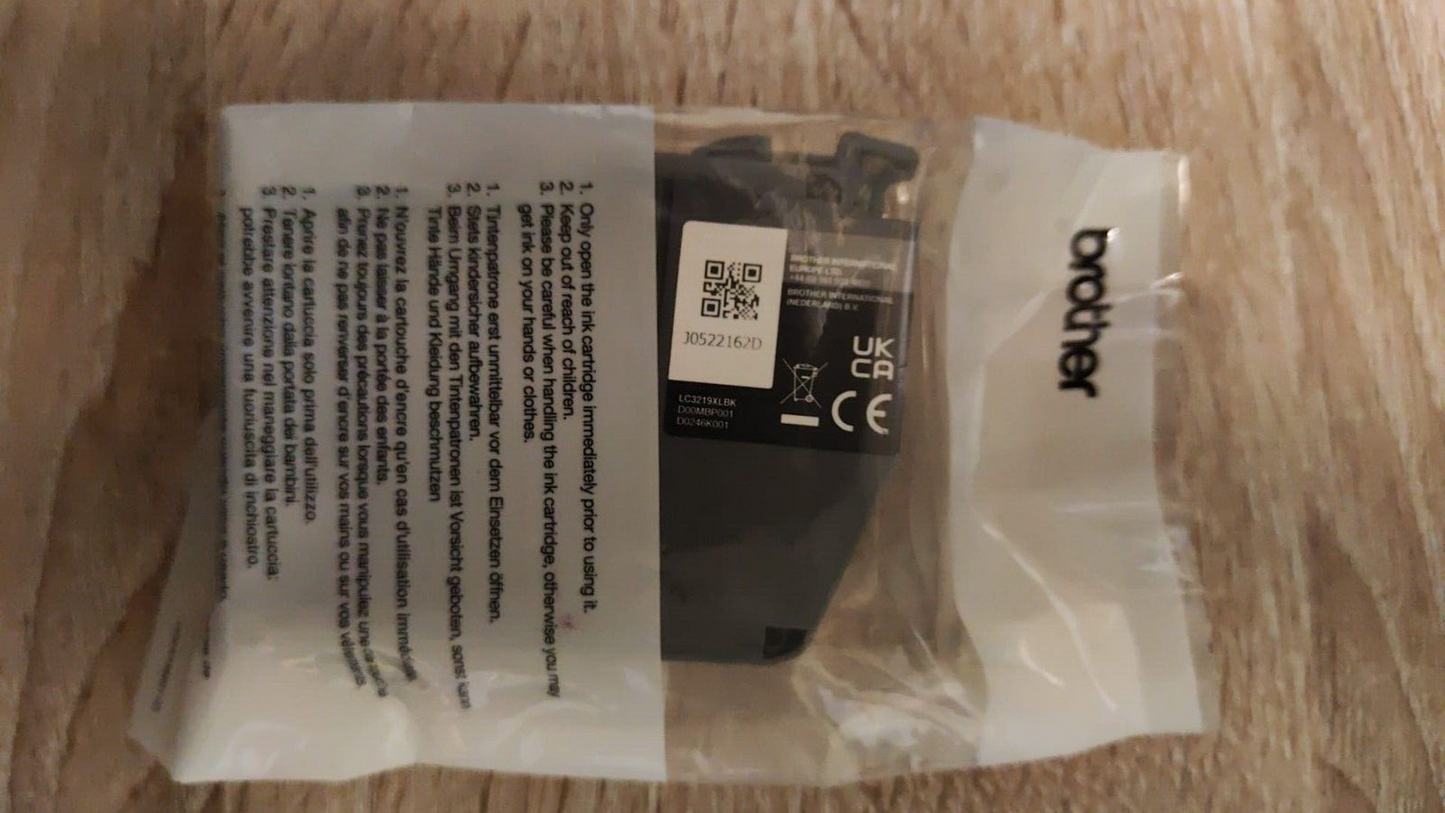 brother
BROTHER INTERNATIONAL
EUROPE LTD.
BROTHER INTERNATIONAL
(NEDERLAND) B.V.
J0522162D
UK
CA
CE
LC3219XLBK
D00MBP001
D0246K001
1. Only open the ink cartridge immediately prior to using it.
2. Keep out of reach of children.
3. Please be careful when handling the ink cartridge, otherwise you may
get ink on your hands or clothes.
1. Tintenpatrone erst unmittelbar vor dem Einsetzen öffnen.
2. Stets kindersicher aufbewahren.
3. Beim Umgang mit den Tintenpatronen ist Vorsicht geboten, sonst kann
Tinte Hände und Kleidung beschmutzen
1. N'ouvrez la cartouche d'encre qu'en cas d'utilisation immédiate
2. Ne pas laisser à la portée des enfants.
3. Prenez toujours des précautions lorsque vous manipulez une cartouche
afin de ne pas renverser d'encre sur vos mains ou sur vos vêtements.
1. Aprire la cartuccia solo prima dell'utilizzo.
2. Tenere lontano dalla portata dei bambini.
3. Prestare attenzione nel maneggiare la cartuccia;
potrebbe avvenire una fuoriuscita di inchiostro.